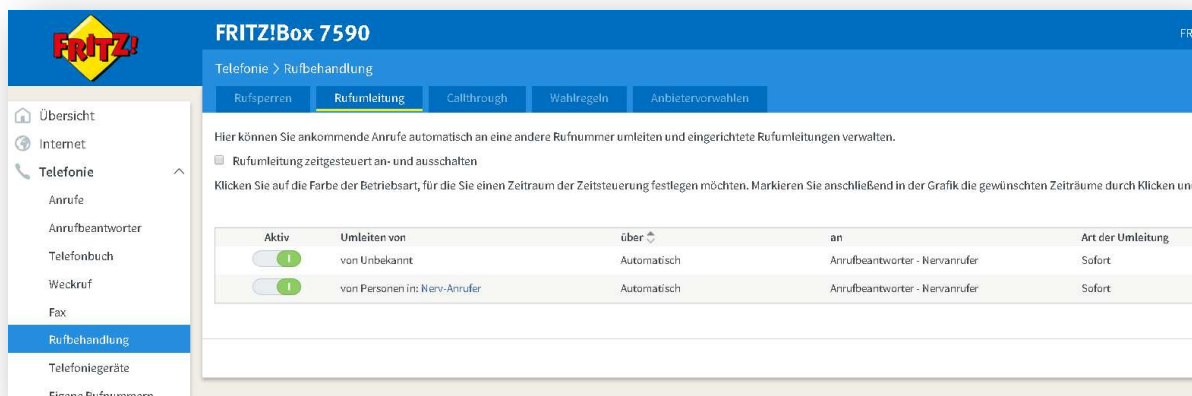 FRITZ!
FRITZ!Box 7590
FR
Telefonie > Rufbehandlung
Rufsperren Rufumleitung Callthrough Wahlregeln Anbietervorwahlen
Übersicht
Internet
Telefonie
Anrufe
Anrufbeantworter
Telefonbuch
Weckruf
Fax
Rufbehandlung
Telefoniegeräte
Eigene Rufnummern
Hier können Sie ankommende Anrufe automatisch an eine andere Rufnummer umleiten und eingerichtete Rufumleitungen verwalten.
Rufumleitung zeitgesteuert an- und ausschalten
Klicken Sie auf die Farbe der Betriebsart, für die Sie einen Zeitraum der Zeitsteuerung festlegen möchten. Markieren Sie anschließend in der Grafik die gewünschten Zeiträume durch Klicken un
Aktiv Umleiten von über an Art der Umleitung
von Unbekannt Automatisch Anrufbeantworter - Nervanrufer Sofort
von Personen in: Nerv-Anrufer Automatisch Anrufbeantworter - Nervanrufer Sofort